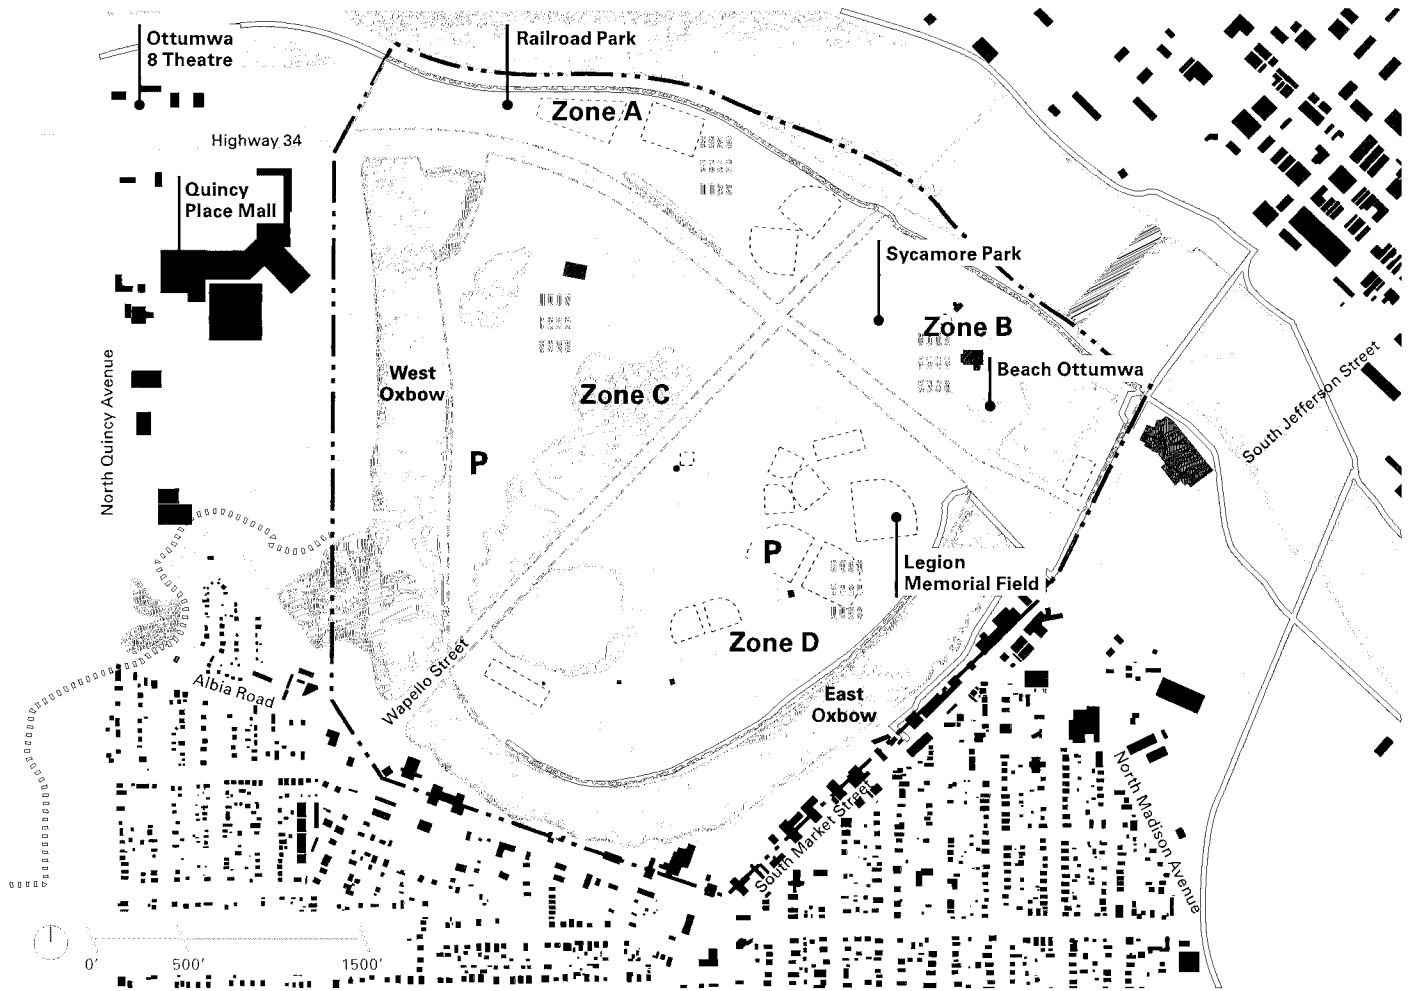 Ottumwa
8 Theatre
Railroad Park
Zone A
Highway 34
Quincy
Place Mall
Sycamore Park
Zone B
Beach Ottumwa
North Quincy Avenue
West
Oxbow
Zone C
South Jefferson Street
P
P
Legion
Memorial Field
Zone D
Wapello Street
Albia Road
East
Oxbow
South Market Street
North Madison Avenue
0'
500'
1500'